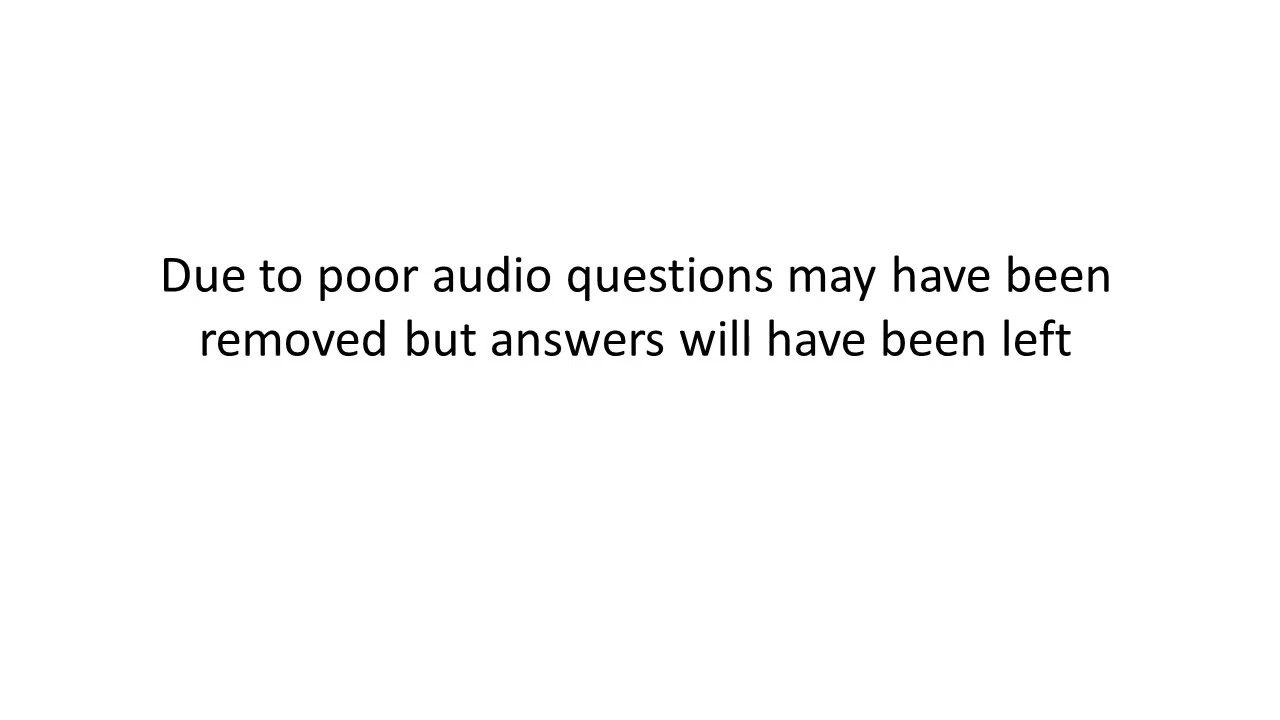 Due to poor audio questions may have been
removed but answers will have been left